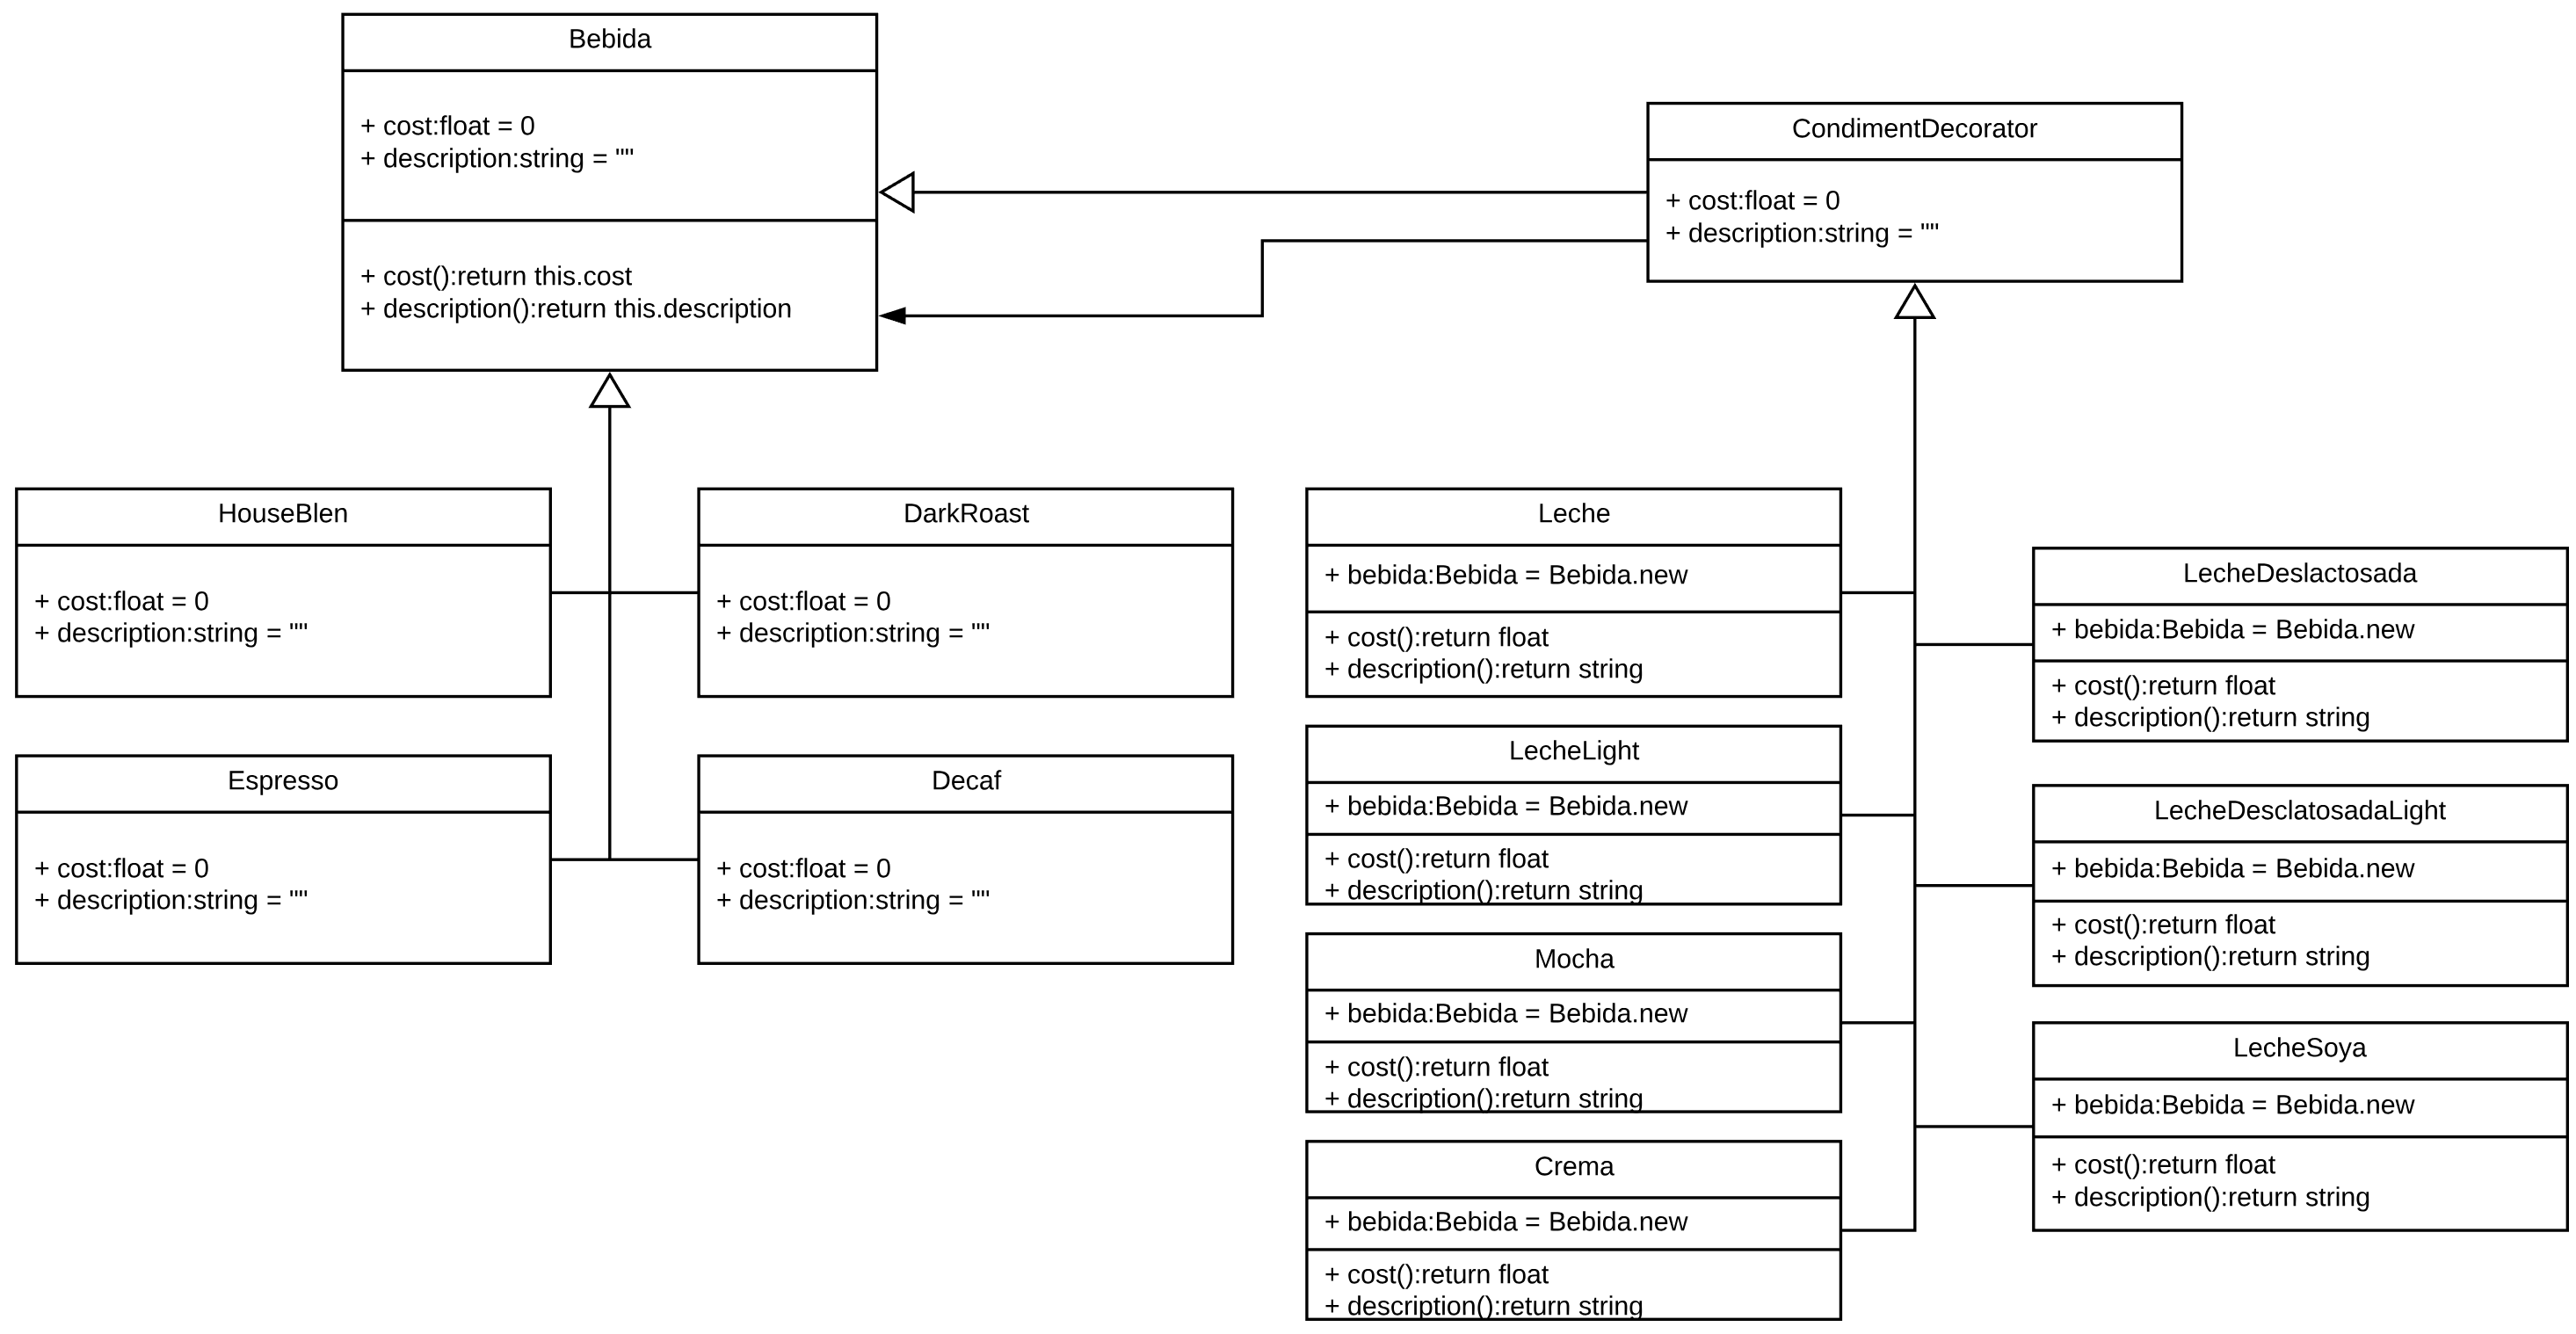 Bebida
+ cost:float = 0
+ description:string = ""
+ cost():return this.cost
+ description():return this.description
CondimentDecorator
+ cost:float = 0
+ description:string = ""
HouseBlen
+ cost:float = 0
+ description:string = ""
DarkRoast
+ cost:float = 0
+ description:string = ""
Espresso
+ cost:float = 0
+ description:string = ""
Decaf
+ cost:float = 0
+ description:string = ""
Leche
+ bebida:Bebida = Bebida.new
+ cost():return float
+ description():return string
LecheLight
+ bebida:Bebida = Bebida.new
+ cost():return float
+ description():return string
Mocha
+ bebida:Bebida = Bebida.new
+ cost():return float
+ description():return string
Crema
+ bebida:Bebida = Bebida.new
+ cost():return float
+ description():return string
LecheDeslactosada
+ bebida:Bebida = Bebida.new
+ cost():return float
+ description():return string
LecheDesclatosadaLight
+ bebida:Bebida = Bebida.new
+ cost():return float
+ description():return string
LecheSoya
+ bebida:Bebida = Bebida.new
+ cost():return float
+ description():return string